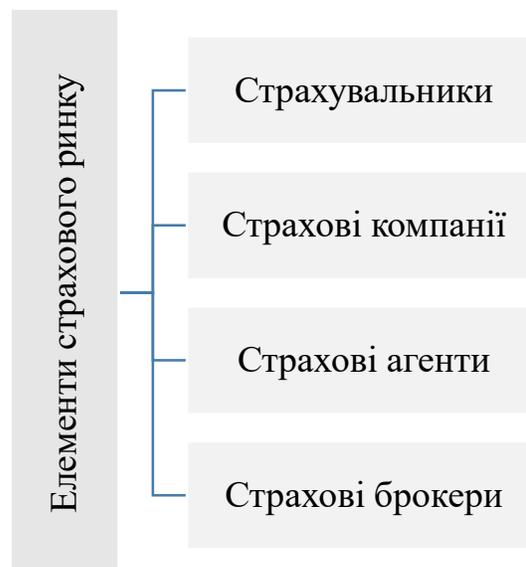 Елементи страхового ринку
Страхувальники
Страхові компанії
Страхові агенти
Страхові брокери